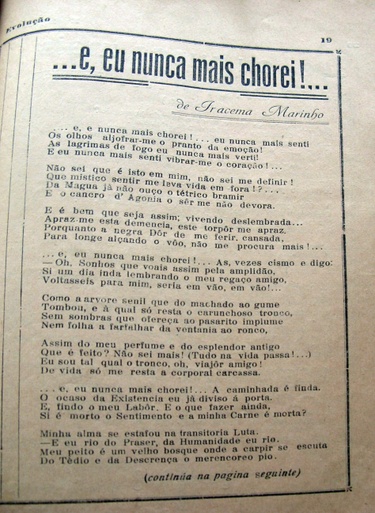 Evolução
19
...e, eu nunca mais chorei!...
de Iracema Marinho
... e, e nunca mais chorei!... eu nunca mais senti
Os olhos aljofrar-me o pranto da emoção!
As lagrimas de fogo eu nunca mais verti!
E eu nunca mais senti vibrar-me o coração!...
Não sei que é isto em mim, não sei me definir!
Que mistico sentir me leva vida em fora!?...
Da Magua já não ouço o tétrico bramir
E o cancro d' Agonia o sêr me não devora.
E é bem que seja assim; vivendo deslembrada...
Apraz me esta demencia, este torpôr me apraz.
Porquanto a negra Dôr de me ferir, cansada,
Para longe alçando o vôo, não me procura mais!...
... e, eu nunca mais chorei!... As, vezes cismo e digo:
—Oh, Sonhos que voais assim pela amplidão,
Si um dia inda lembrando o meu regaço amigo,
Voltasseis para mim, seria em vão, em vão!...
Como a arvore senil que do machado ao gume
Tombou, e á qual só resta o carunchoso tronco,
Sem sombras que ofereça ao pasarito implume
Nem folha a farfalhar da ventania ao ronco,
Assim do meu perfume e do esplendor antigo
Que é feito? Não sei mais! (Tudo na vida passa!...)
Eu sou tal qual o tronco, oh, viajôr amigo!
De vida só me resta a corporal carcassa.
... e, eu nunca mais chorei!... A caminhada é finda.
O ocaso da Existencia eu já diviso á porta.
E, findo o meu Labôr. E o que fazer ainda,
Si é morto o Sentimento e a minha Carne é morta?
Minha alma se estafou na transitoria Luta.
—E eu rio do Praser, da Humanidade eu rio.
Meu peito é um velho bosque onde a carpir se escuta
Do Tédio e da Descrença o merencoreo pio.
(continúa na pagina seguinte)